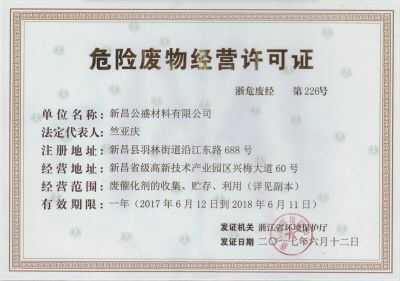 危险废物经营许可证
浙危废经 第226号
单位名称：新昌公盛材料有限公司
法定代表人：竺亚庆
注册地址：新昌县羽林街道沿江东路688号
经营地址：新昌省级高新技术产业园区兴梅大道60号
经营范围：废催化剂的收集、贮存、利用（详见副本）
有效期限：一年（2017年6月12日到2018年6月11日）
发证机关 浙江省环境保护厅
发证日期 二〇一七年六月十二日